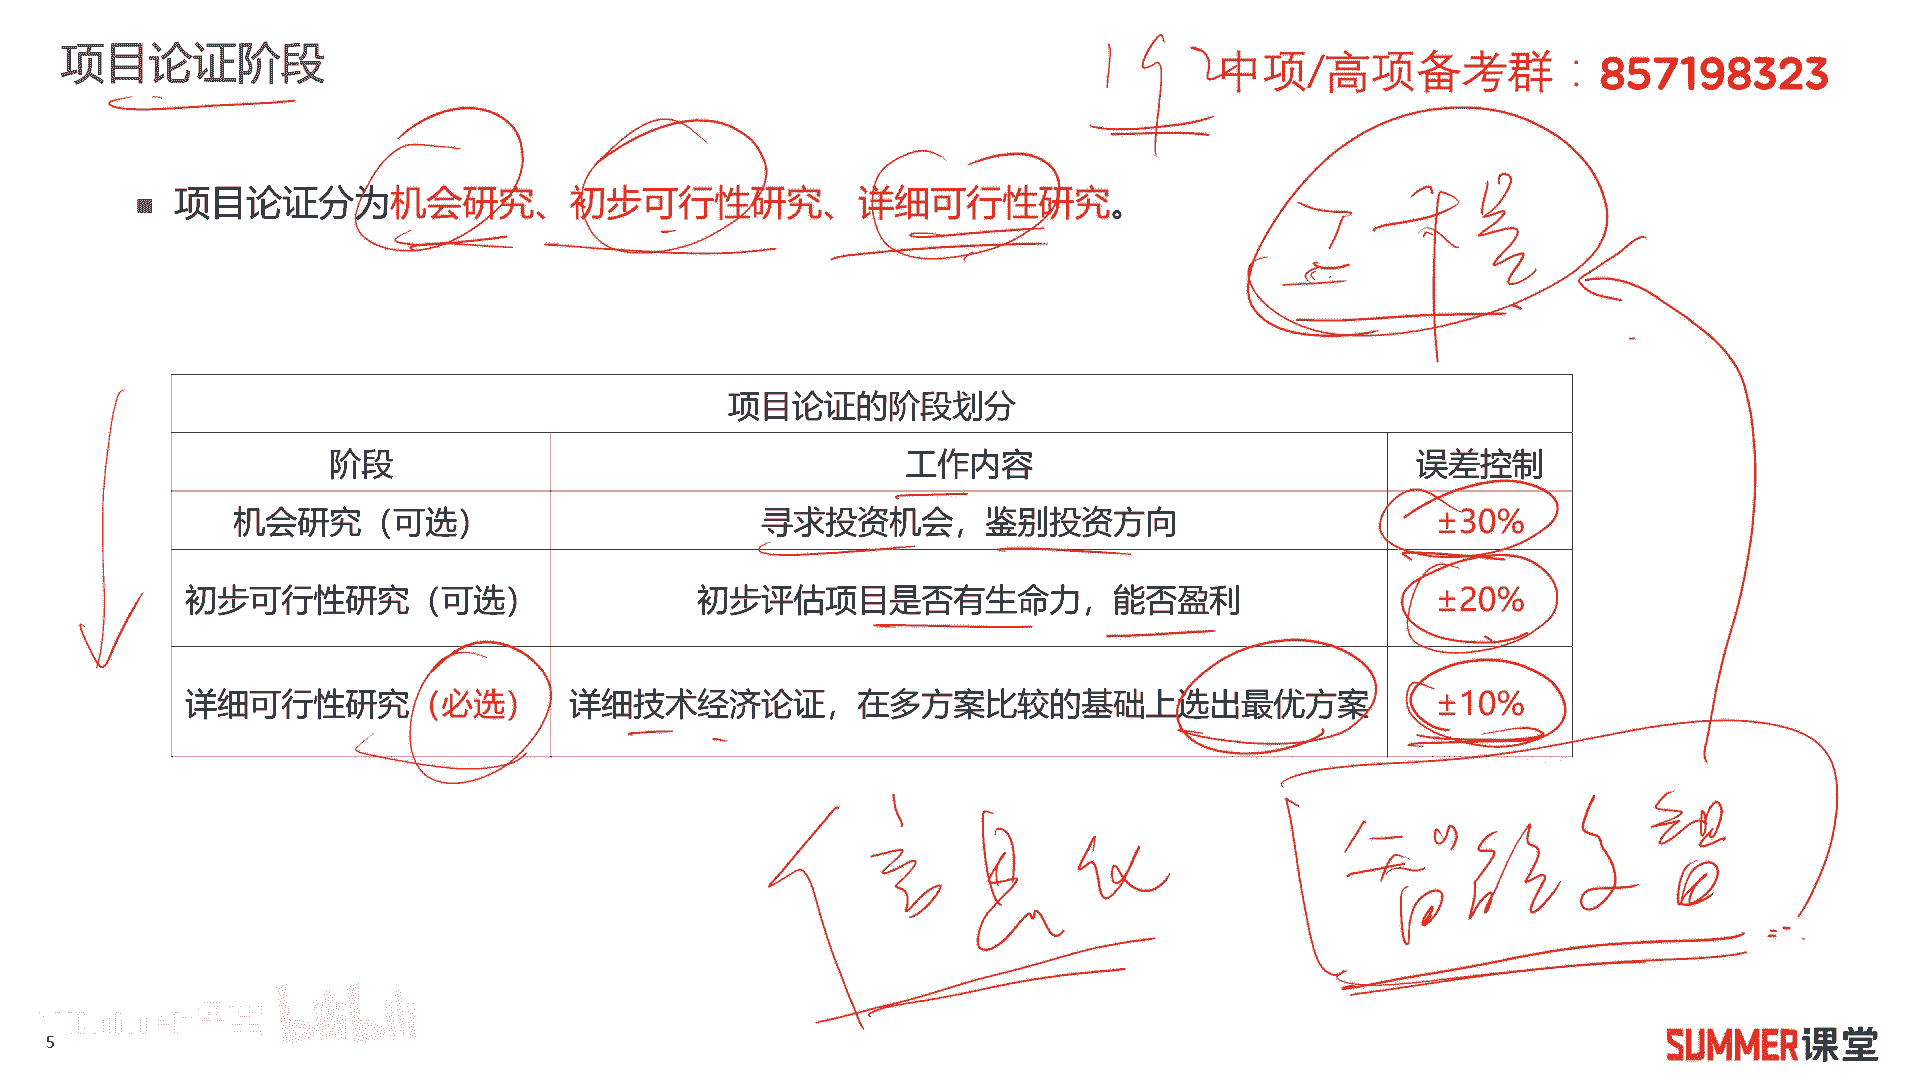 项目论证阶段
192
中项/高项备考群：857198323
项目论证分为机会研究、初步可行性研究、详细可行性研究。
工程
项目论证的阶段划分
阶段 工作内容 误差控制
机会研究（可选） 寻求投资机会，鉴别投资方向 ±30%
初步可行性研究（可选） 初步评估项目是否有生命力，能否盈利 ±20%
详细可行性研究（必选） 详细技术经济论证，在多方案比较的基础上选出最优方案 ±10%
信息化
智能
5
SUMMER课堂